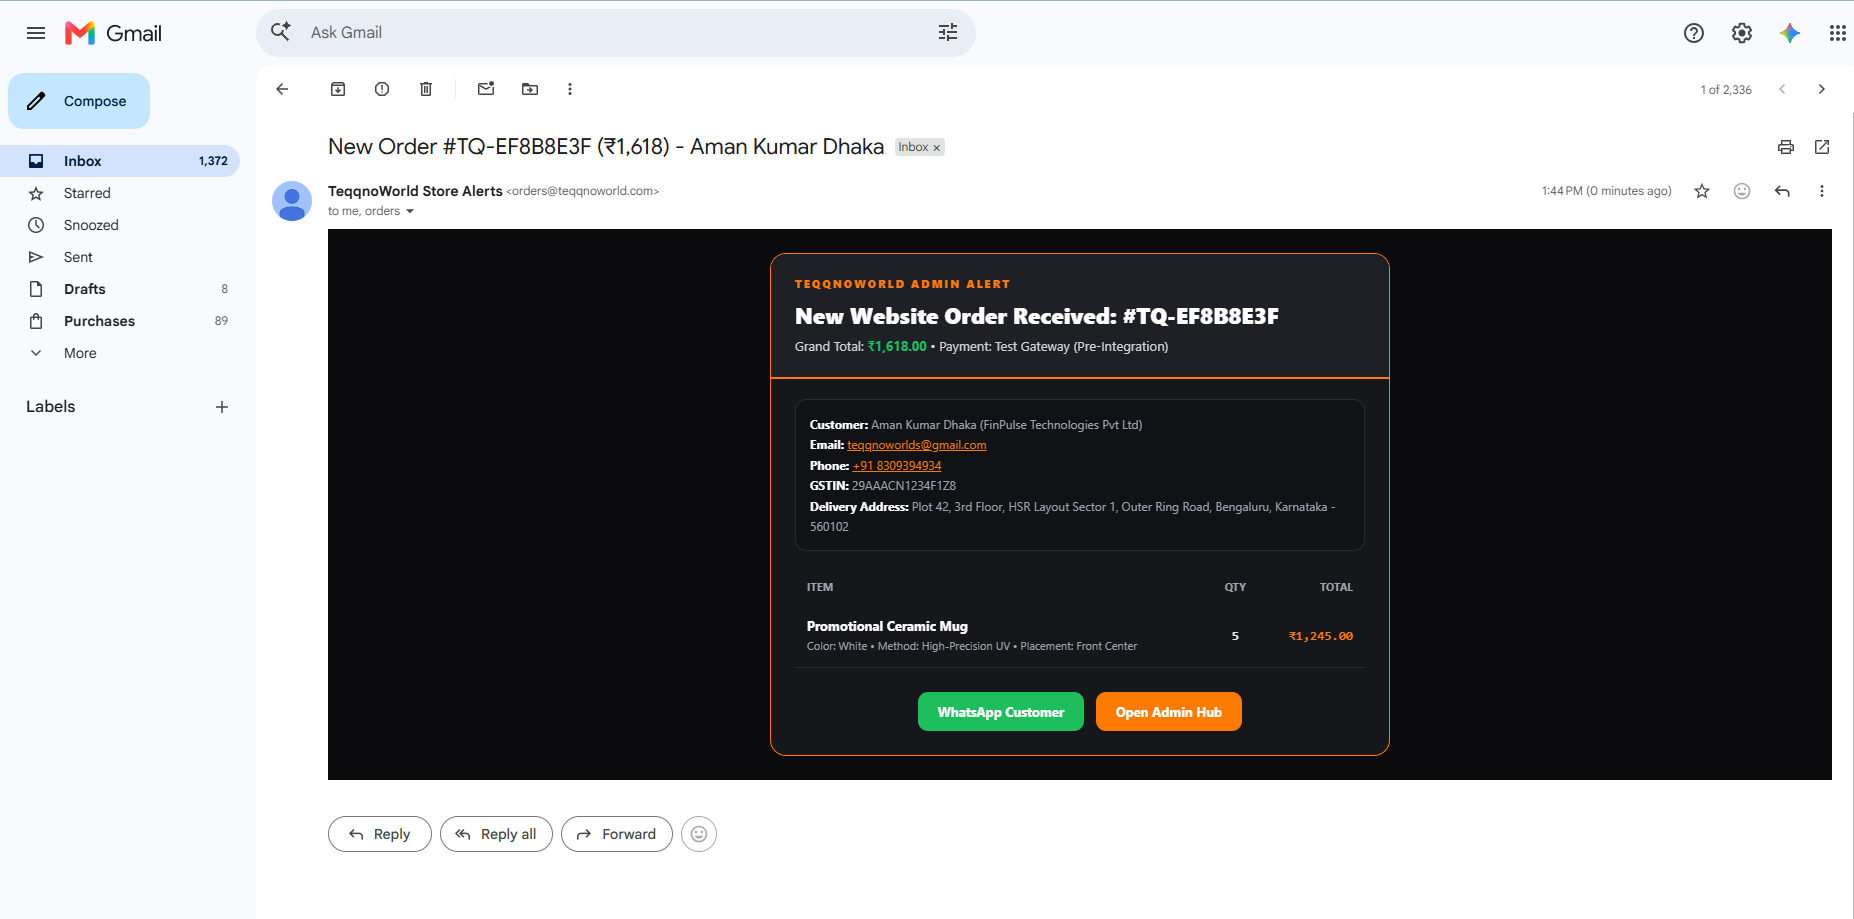 Gmail
Ask Gmail
Compose
1 of 2,336
Inbox 1,372
Starred
Snoozed
Sent
Drafts 8
Purchases 89
More
Labels
New Order #TQ-EF8B8E3F (₹1,618) - Aman Kumar Dhaka Inbox ×
TeqqnoWorld Store Alerts <orders@teqqnoworld.com>
1:44 PM (0 minutes ago)
to me, orders
TEQQNOWORLD ADMIN ALERT
New Website Order Received: #TQ-EF8B8E3F
Grand Total: ₹1,618.00 • Payment: Test Gateway (Pre-Integration)
Customer: Aman Kumar Dhaka (FinPulse Technologies Pvt Ltd)
Email: teqqnoworlds@gmail.com
Phone: +91 8309394934
GSTIN: 29AAACN1234F1Z8
Delivery Address: Plot 42, 3rd Floor, HSR Layout Sector 1, Outer Ring Road, Bengaluru, Karnataka -
560102
ITEM QTY TOTAL
Promotional Ceramic Mug
Color: White • Method: High-Precision UV • Placement: Front Center
5 ₹1,245.00
WhatsApp Customer Open Admin Hub
Reply Reply all Forward